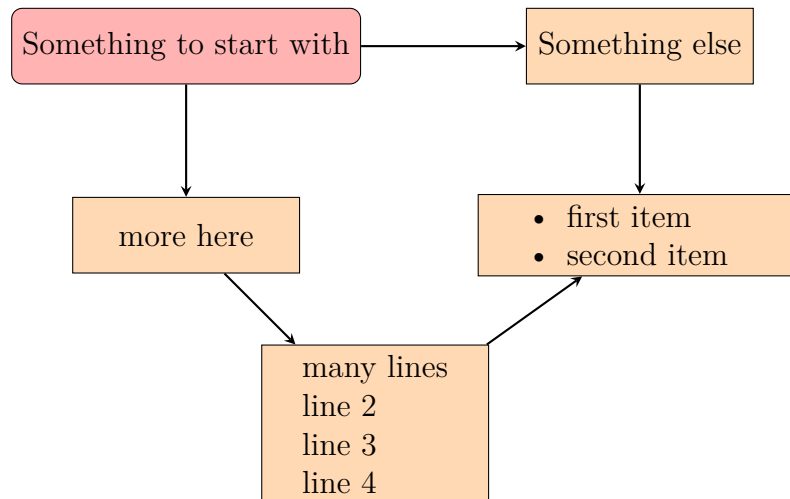 Something to start with
Something else
more here
• first item
• second item
many lines
line 2
line 3
line 4